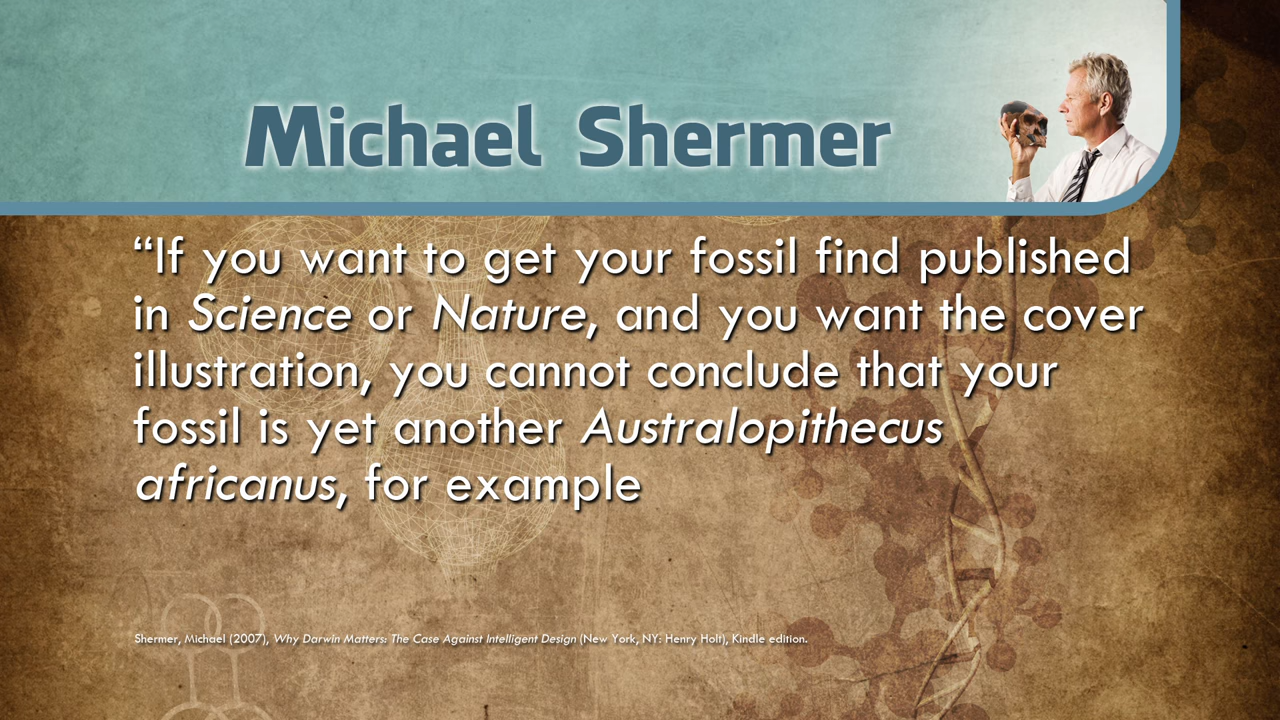 Michael Shermer
“If you want to get your fossil find published
in Science or Nature, and you want the cover
illustration, you cannot conclude that your
fossil is yet another Australopithecus
africanus, for example
Shermer, Michael (2007), Why Darwin Matters: The Case Against Intelligent Design (New York, NY: Henry Holt), Kindle edition.